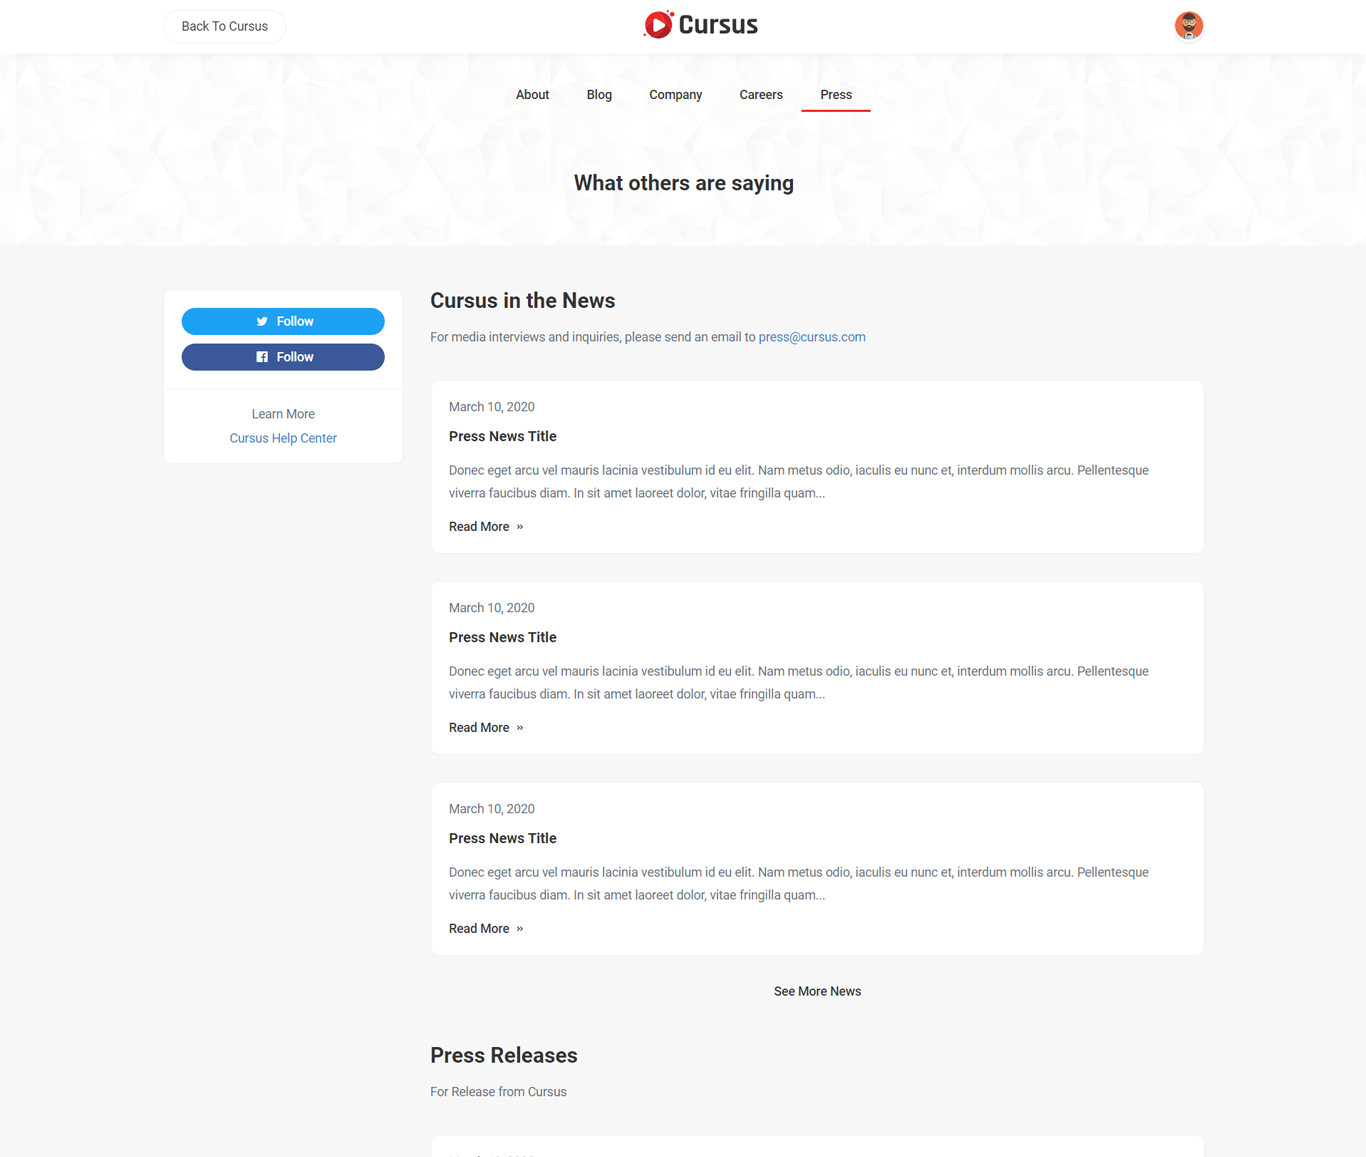 Back To Cursus
Cursus
About
Blog
Company
Careers
Press
What others are saying
Follow
Follow
Learn More
Cursus Help Center
Cursus in the News
For media interviews and inquiries, please send an email to press@cursus.com
March 10, 2020
Press News Title
Donec eget arcu vel mauris lacinia vestibulum id eu elit. Nam metus odio, iaculis eu nunc et, interdum mollis arcu. Pellentesque
viverra faucibus diam. In sit amet laoreet dolor, vitae fringilla quam...
Read More »
March 10, 2020
Press News Title
Donec eget arcu vel mauris lacinia vestibulum id eu elit. Nam metus odio, iaculis eu nunc et, interdum mollis arcu. Pellentesque
viverra faucibus diam. In sit amet laoreet dolor, vitae fringilla quam...
Read More »
March 10, 2020
Press News Title
Donec eget arcu vel mauris lacinia vestibulum id eu elit. Nam metus odio, iaculis eu nunc et, interdum mollis arcu. Pellentesque
viverra faucibus diam. In sit amet laoreet dolor, vitae fringilla quam...
Read More »
See More News
Press Releases
For Release from Cursus